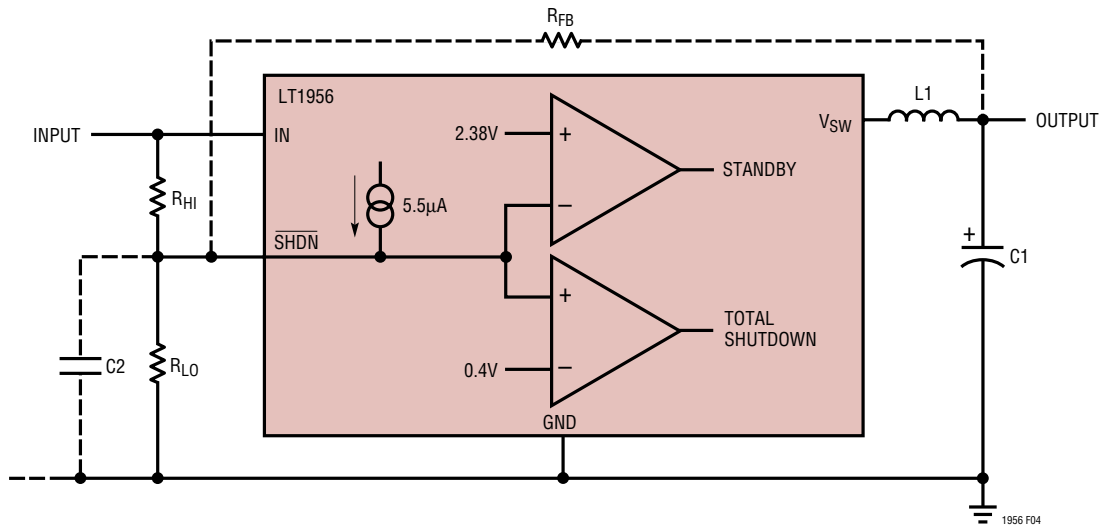 RFB
LT1956
L1
INPUT
IN
2.38V
+
VSW
OUTPUT
STANDBY
RHI
5.5µA
–
SHDN
+
C1
+
TOTAL
SHUTDOWN
C2
RLO
0.4V
–
GND
1956 F04